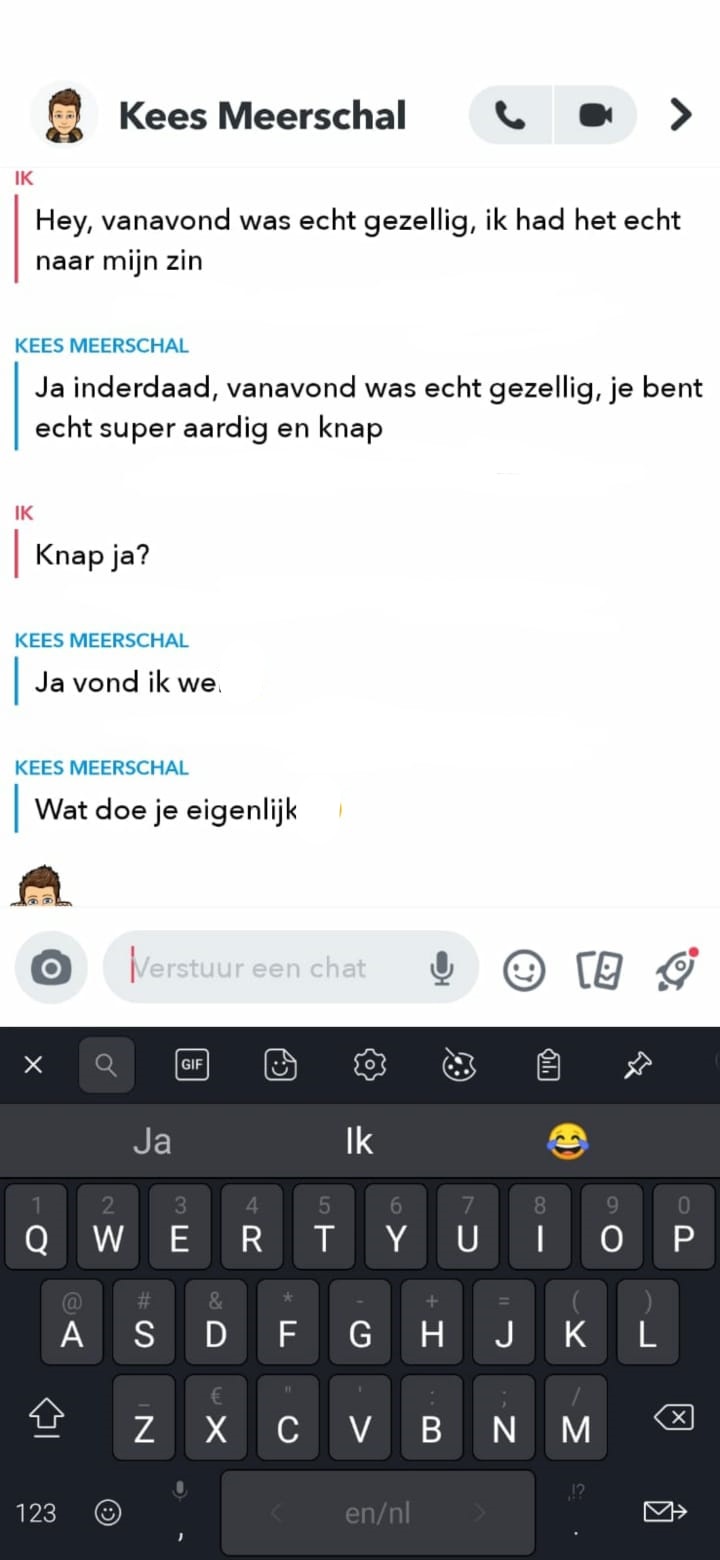 Kees Meerschal
IK
Hey, vanavond was echt gezellig, ik had het echt
naar mijn zin
KEES MEERSCHAL
Ja inderdaad, vanavond was echt gezellig, je bent
echt super aardig en knap
IK
Knap ja?
KEES MEERSCHAL
Ja vond ik we
KEES MEERSCHAL
Wat doe je eigenlijk
Verstuur een chat
GIF
Ja Ik 😂
1 2 3 4 5 6 7 8 9 0
Q W E R T Y U I O P
@ # & * - + = ( )
A S D F G H J K L
_ € " ' : ; /
Z X C V B N M
123 , en/nl ,!? .